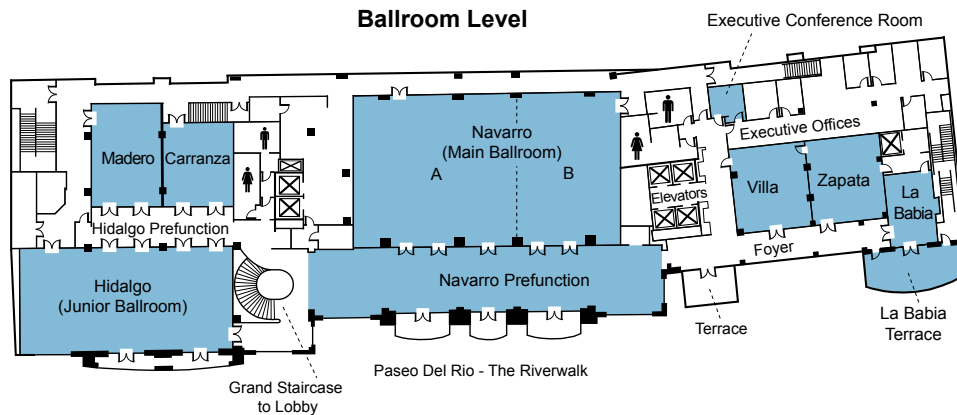 Ballroom Level
Executive Conference Room
Madero
Carranza
Navarro
(Main Ballroom)
A
B
Executive Offices
Villa
Zapata
La
Babia
Elevators
Hidalgo Prefunction
Foyer
Hidalgo
(Junior Ballroom)
Navarro Prefunction
Terrace
La Babia
Terrace
Paseo Del Rio - The Riverwalk
Grand Staircase
to Lobby